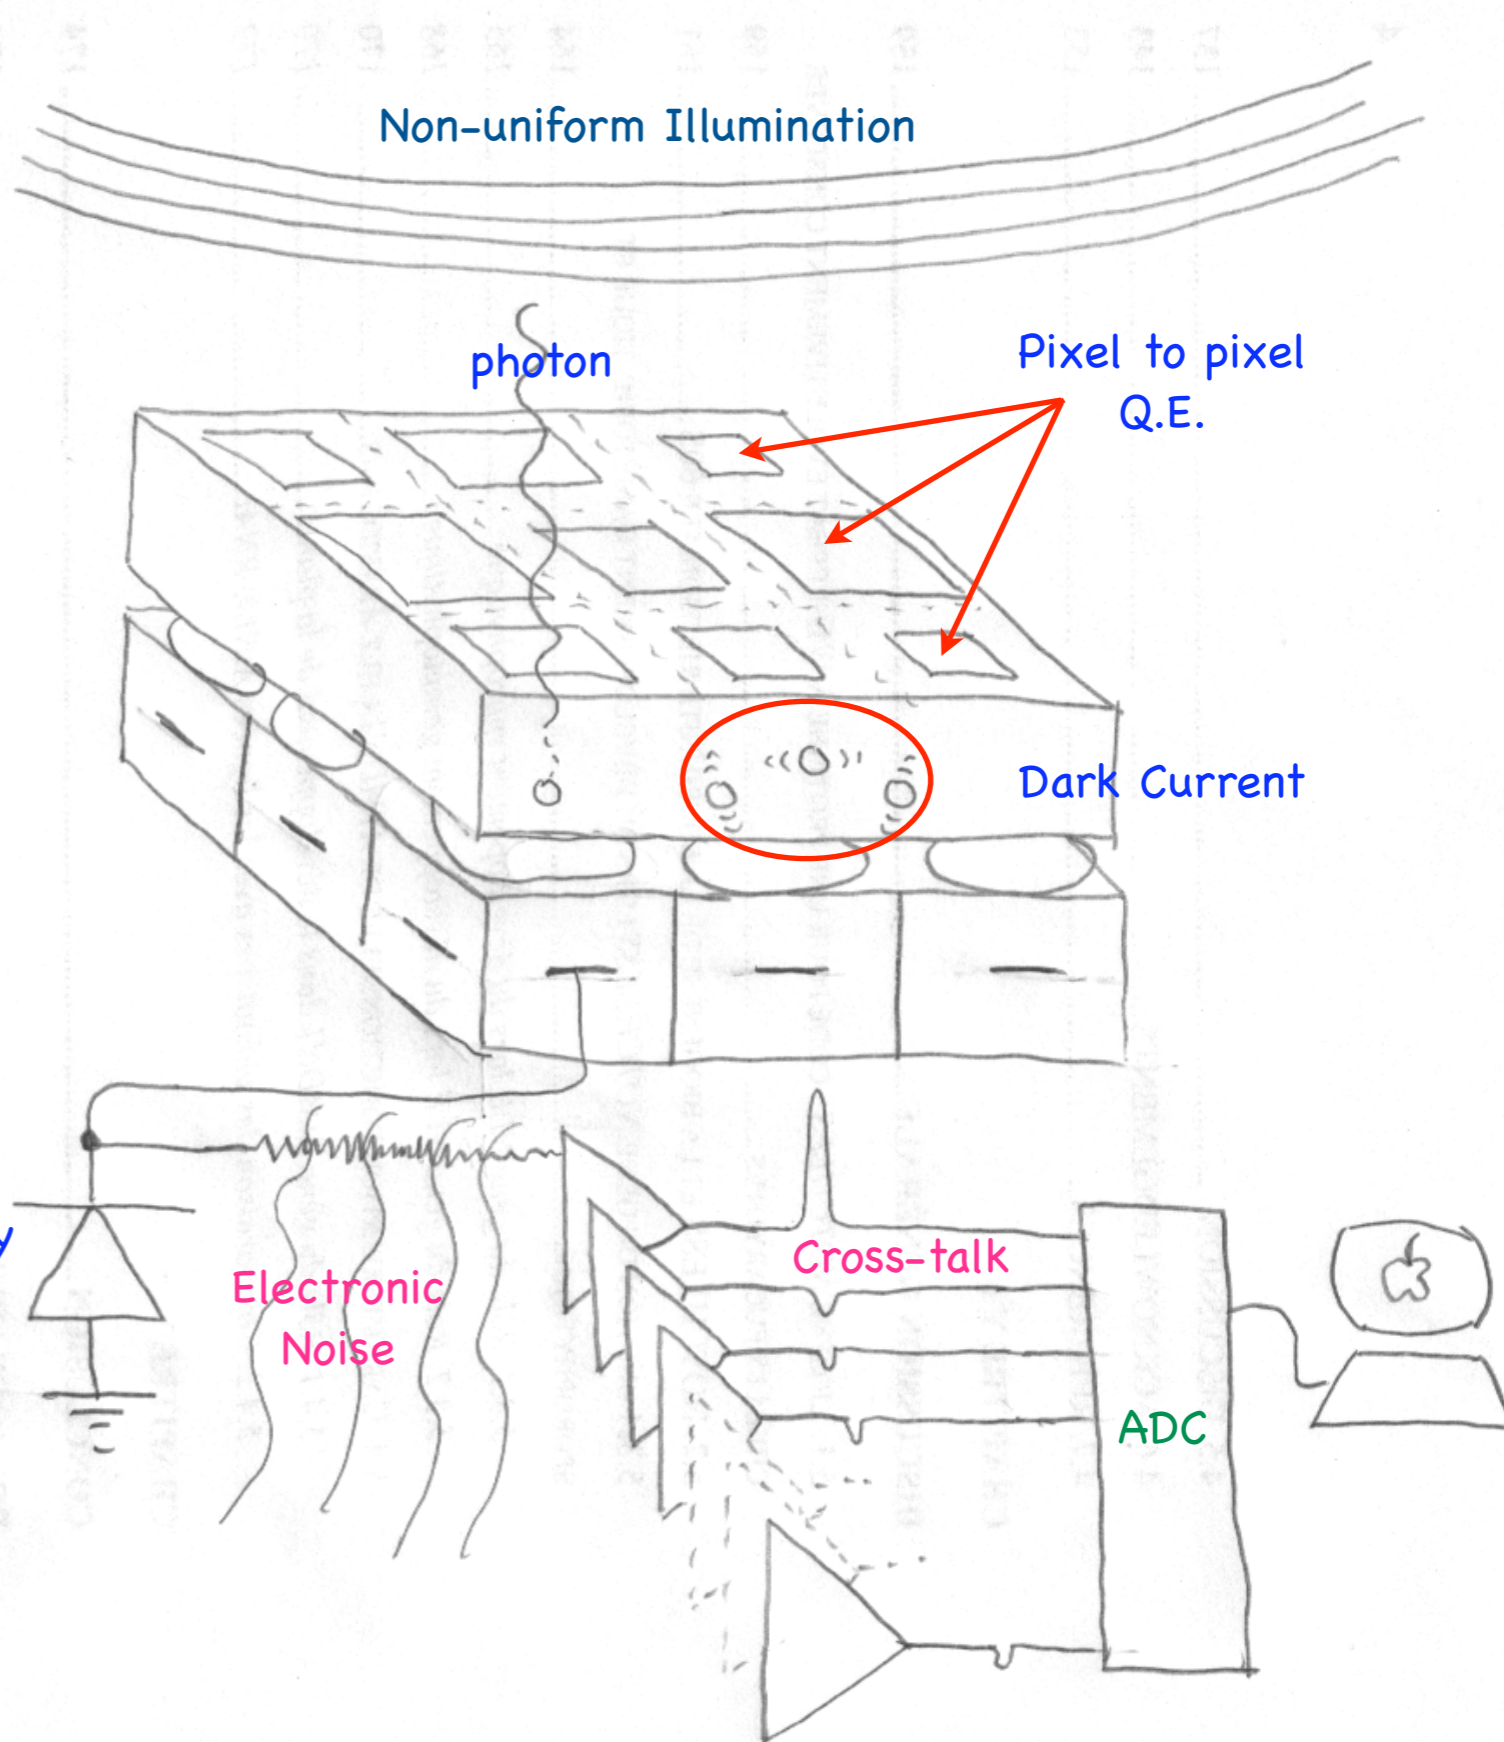 Non-uniform Illumination
photon
Pixel to pixel
Q.E.
Dark Current
Cross-talk
Electronic
Noise
ADC